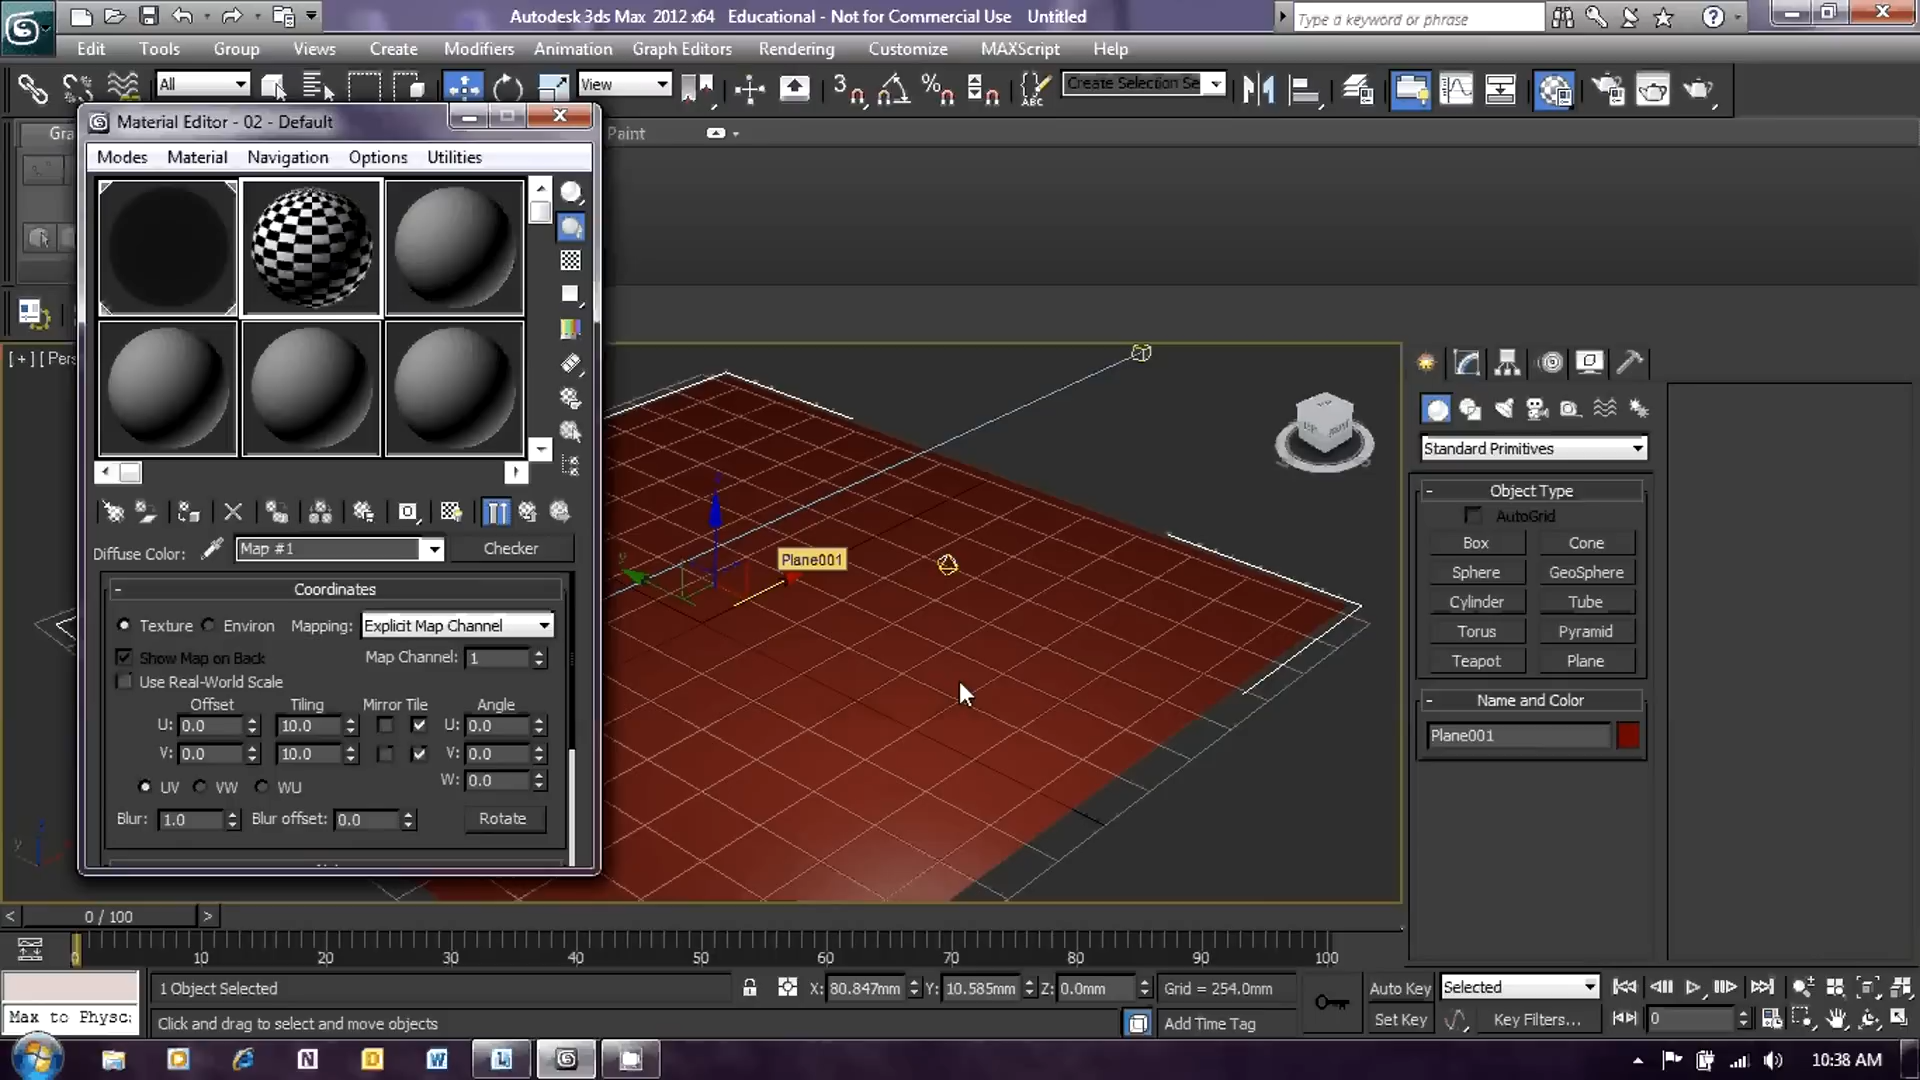 Autodesk 3ds Max 2012 x64 Educational - Not for Commercial Use Untitled
Type a keyword or phrase
Edit Tools Group Views Create Modifiers Animation Graph Editors Rendering Customize MAXScript Help
All
View
3
ABC
Create Selection Se
Gra
Paint
Material Editor - 02 - Default
Modes Material Navigation Options Utilities
[ + ] [ Pers
Diffuse Color: Map #1 Checker
Coordinates
Texture Environ Mapping: Explicit Map Channel
Show Map on Back Map Channel: 1
Use Real-World Scale
Offset Tiling Mirror Tile Angle
U: 0.0 10.0 U: 0.0
V: 0.0 10.0 V: 0.0
W: 0.0
UV VW WU
Blur: 1.0 Blur offset: 0.0 Rotate
Plane001
Standard Primitives
Object Type
AutoGrid
Box Cone
Sphere GeoSphere
Cylinder Tube
Torus Pyramid
Teapot Plane
Name and Color
Plane001
< 0 / 100 >
0 10 20 30 40 50 60 70 80 90 100
1 Object Selected X: 80.847mm Y: 10.585mm Z: 0.0mm Grid = 254.0mm Auto Key Selected
Max to Physc:
Click and drag to select and move objects Add Time Tag Set Key Key Filters... 0
10:38 AM